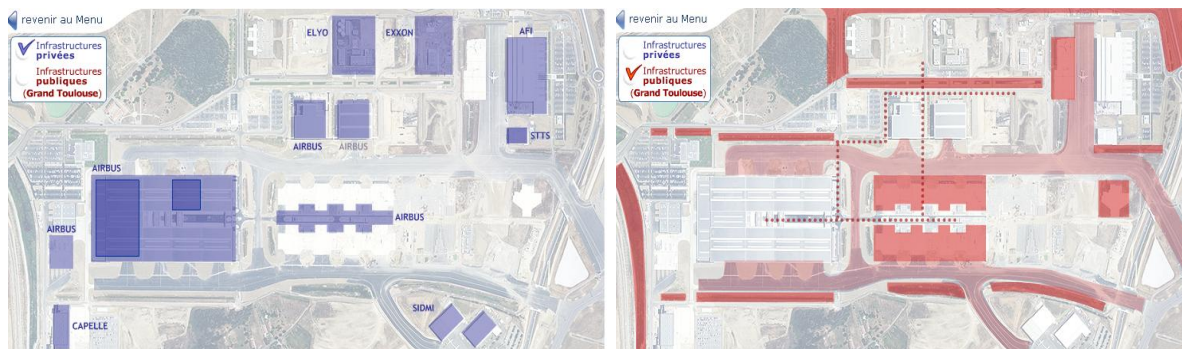 revenir au Menu
Infrastructures
privées
Infrastructures
publiques
(Grand Toulouse)
ELYO
EXXON
AFI
STTS
AIRBUS
AIRBUS
AIRBUS
AIRBUS
AIRBUS
SIDMI
CAPELLE
revenir au Menu
Infrastructures
privées
Infrastructures
publiques
(Grand Toulouse)